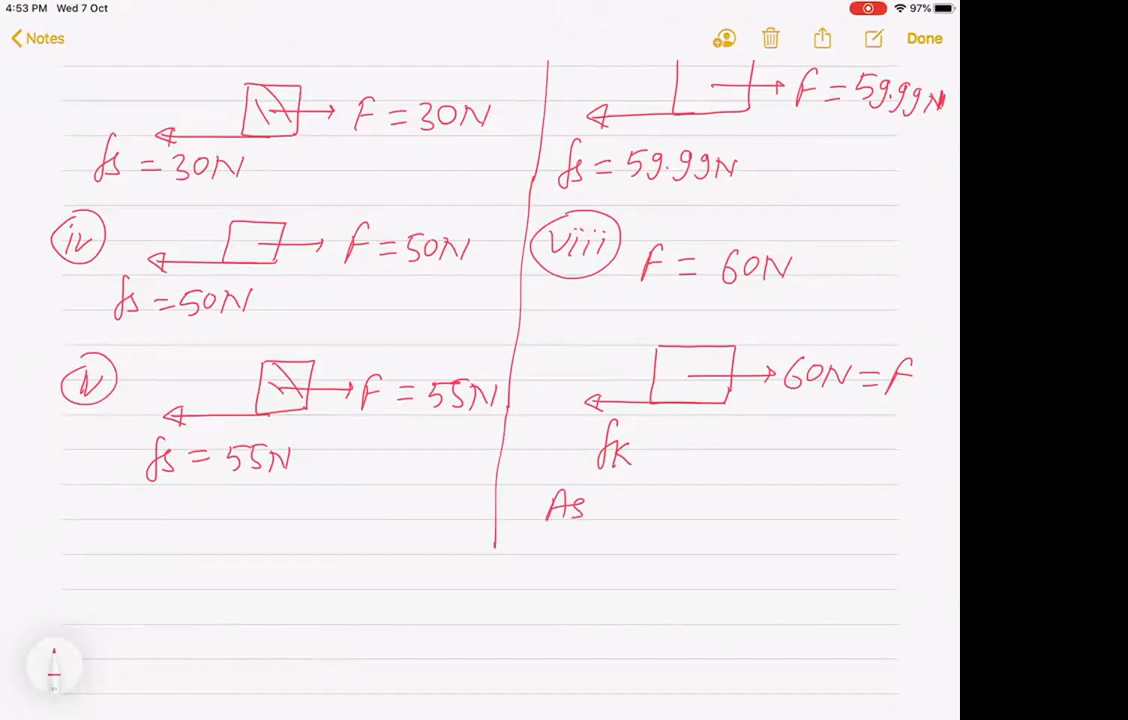 4:53 PM Wed 7 Oct
97%
Notes
Done
F = 30N
fs = 30N
iv
F = 50N
fs = 50N
v
F = 55N
fs = 55N
F = 59.99N
fs = 59.99N
viii
F = 60N
60N = F
fK
As